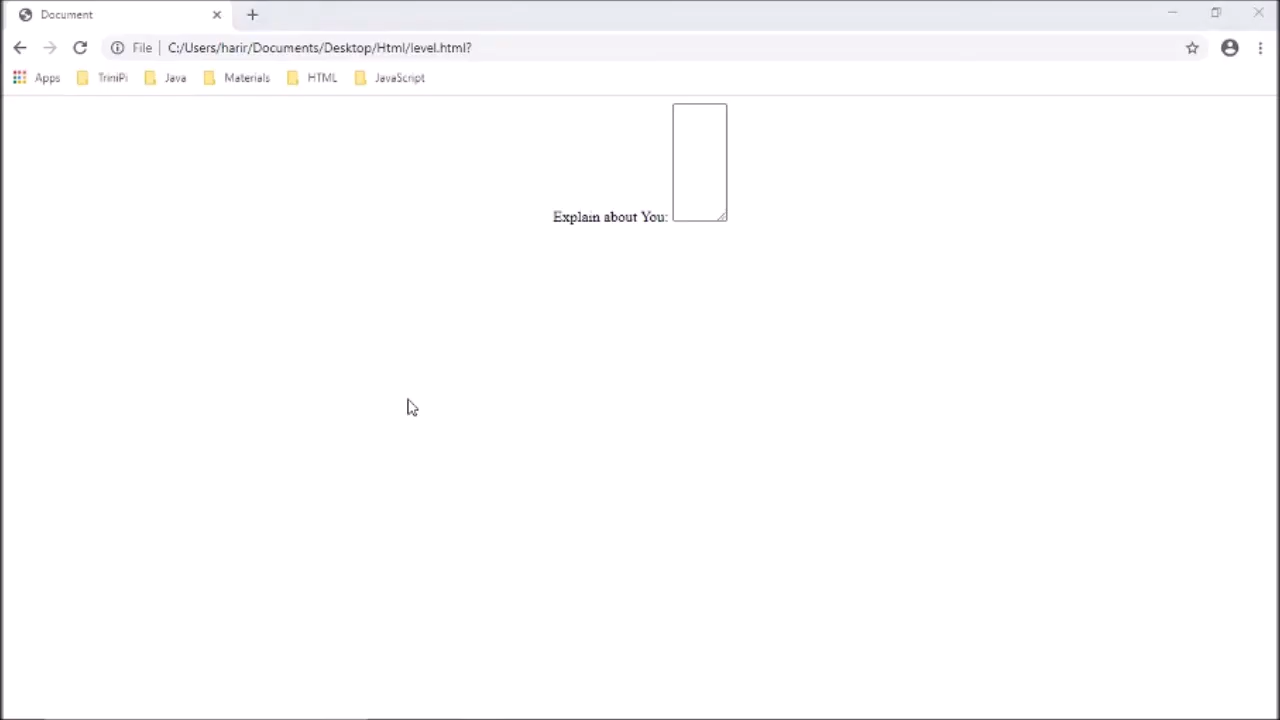 Document
File C:/Users/harir/Documents/Desktop/Html/level.html?
Apps TriniPi Java Materials HTML JavaScript
Explain about You: